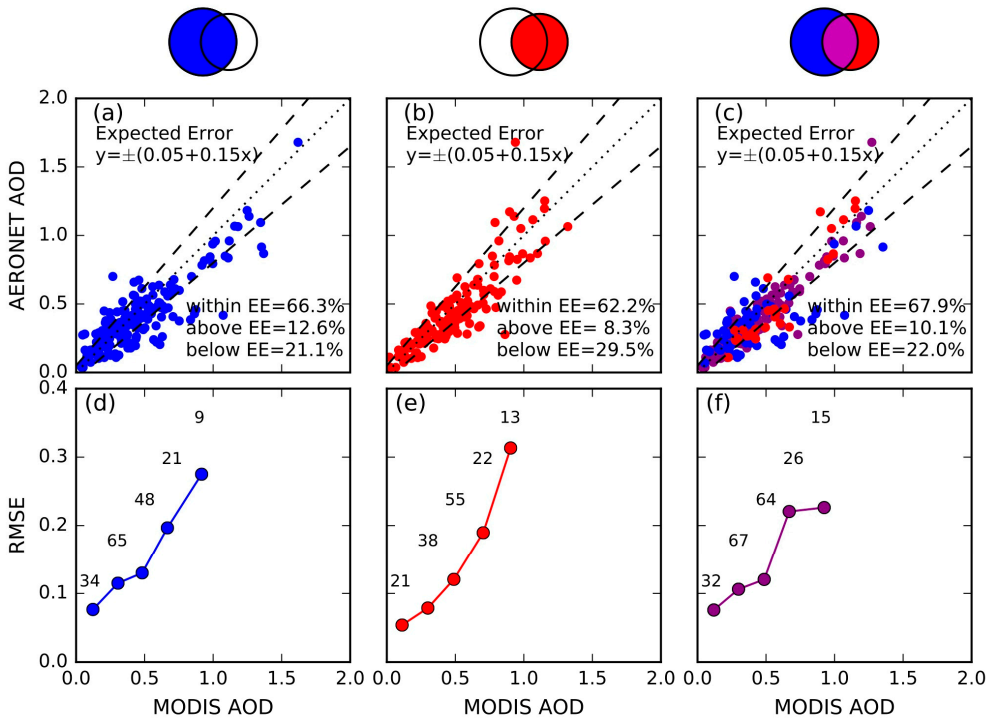 (a)
Expected Error
y=±(0.05+0.15x)
within EE=66.3%
above EE=12.6%
below EE=21.1%
(b)
Expected Error
y=±(0.05+0.15x)
within EE=62.2%
above EE= 8.3%
below EE=29.5%
(c)
Expected Error
y=±(0.05+0.15x)
within EE=67.9%
above EE=10.1%
below EE=22.0%
AERONET AOD
2.0
1.5
1.0
0.5
0.0
(d)
9
21
48
65
34
(e)
13
22
55
38
21
(f)
15
26
64
67
32
RMSE
0.4
0.3
0.2
0.1
0.0
0.0 0.5 1.0 1.5 2.0
MODIS AOD
0.0 0.5 1.0 1.5 2.0
MODIS AOD
0.0 0.5 1.0 1.5 2.0
MODIS AOD